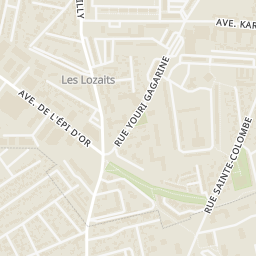 ILLY
AVE. KAR
Les Lozaits
AVE. DE L'ÉPI D'OR
RUE YOURI GAGARINE
RUE SAINTE-COLOMBE